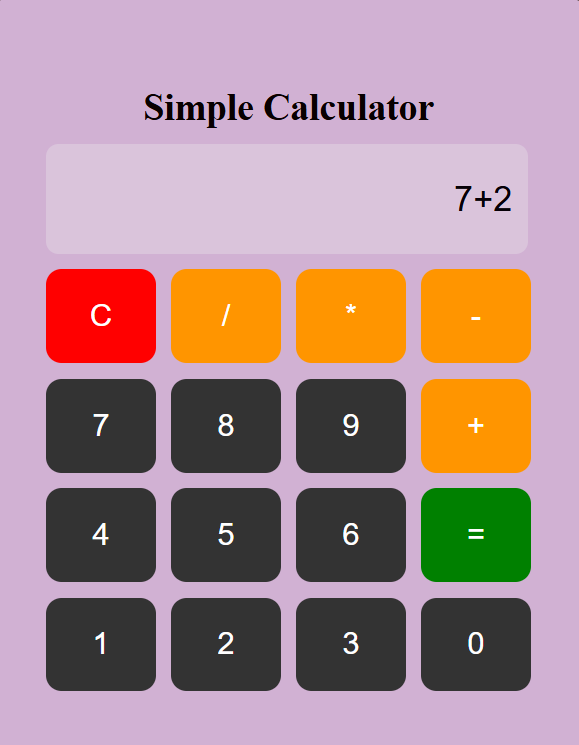 Simple Calculator
7+2
C / * -
7 8 9 +
4 5 6 =
1 2 3 0